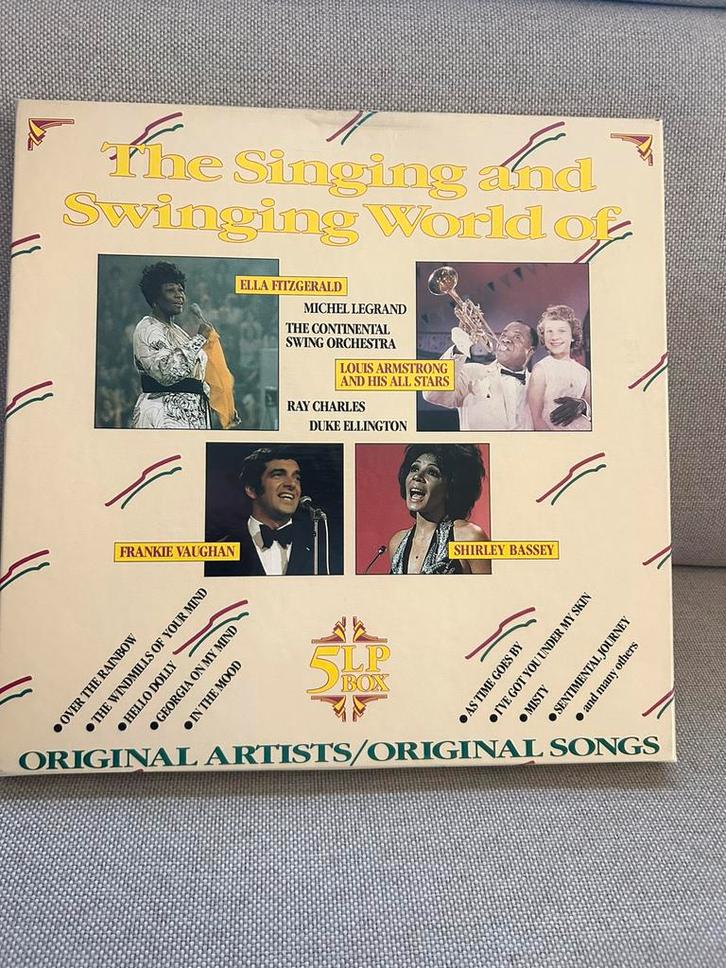 The Singing and
Swinging World of
ELLA FITZGERALD
MICHEL LEGRAND
THE CONTINENTAL
SWING ORCHESTRA
LOUIS ARMSTRONG
AND HIS ALL STARS
RAY CHARLES
DUKE ELLINGTON
FRANKIE VAUGHAN
SHIRLEY BASSEY
● OVER THE RAINBOW
● THE WINDMILLS OF YOUR MIND
● HELLO DOLLY
● GEORGIA ON MY MIND
● IN THE MOOD
5 LP
BOX
● AS TIME GOES BY
● I'VE GOT YOU UNDER MY SKIN
● MISTY
● SENTIMENTAL JOURNEY
● and many others
ORIGINAL ARTISTS/ORIGINAL SONGS